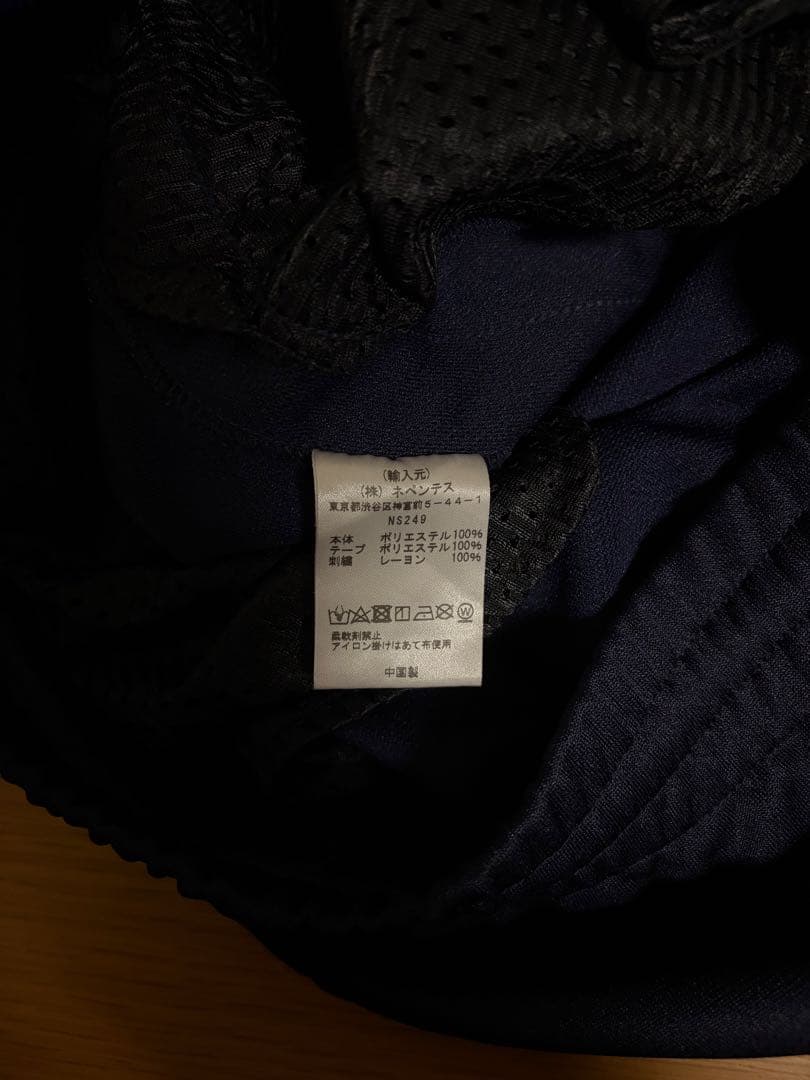 (輸入元)
(株) ネペンテス
東京都渋谷区神宮前5-44-1
NS249
本体 ポリエステル100%
テープ ポリエステル100%
刺繍 レーヨン 100%
W
柔軟剤禁止
アイロン掛けはあて布使用
中国製